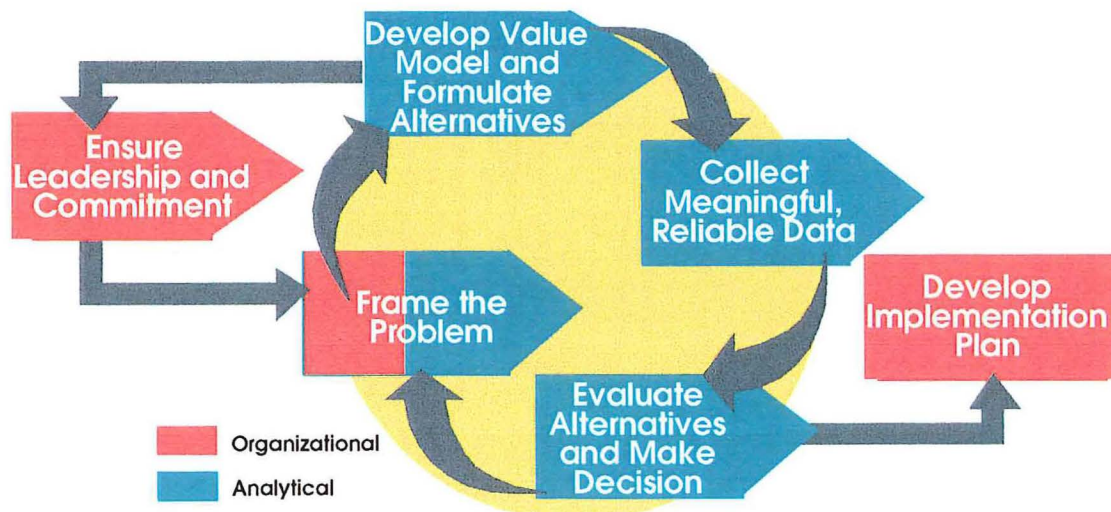 Develop Value
Model and
Formulate
Alternatives
Ensure
Leadership and
Commitment
Collect
Meaningful,
Reliable Data
Frame the
Problem
Develop
Implementation
Plan
Evaluate
Alternatives
and Make
Decision
Organizational
Analytical